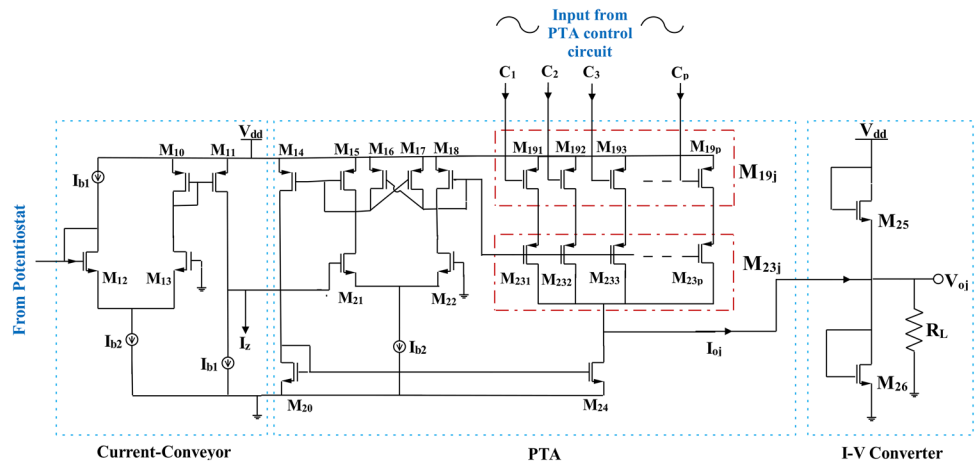 Input from
PTA control
circuit
C1 C2 C3 Cp
Vdd
M10 M11 M14 M15 M16 M17 M18 M191 M192 M193 M19p
M19j
Ib1
Vdd
M25
From Potentiostat
M12 M13
M21 M22
M231 M232 M233 M23p
M23j
Voj
Ib2
Iz
Ib1
Ib2
Ioj
RL
M20
M24
M26
Current-Conveyor
PTA
I-V Converter